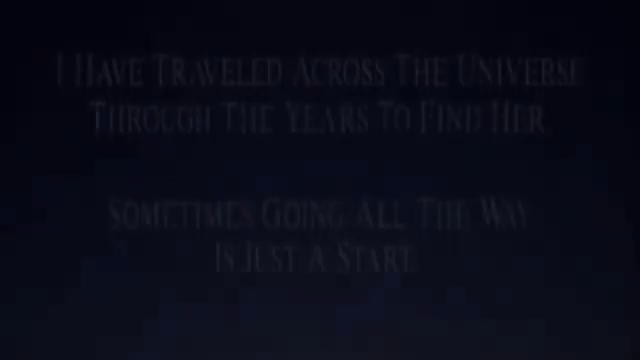 I HAVE TRAVELED ACROSS THE UNIVERSE
THROUGH THE YEARS TO FIND HER
SOMETIMES GOING ALL THE WAY
IS JUST A START